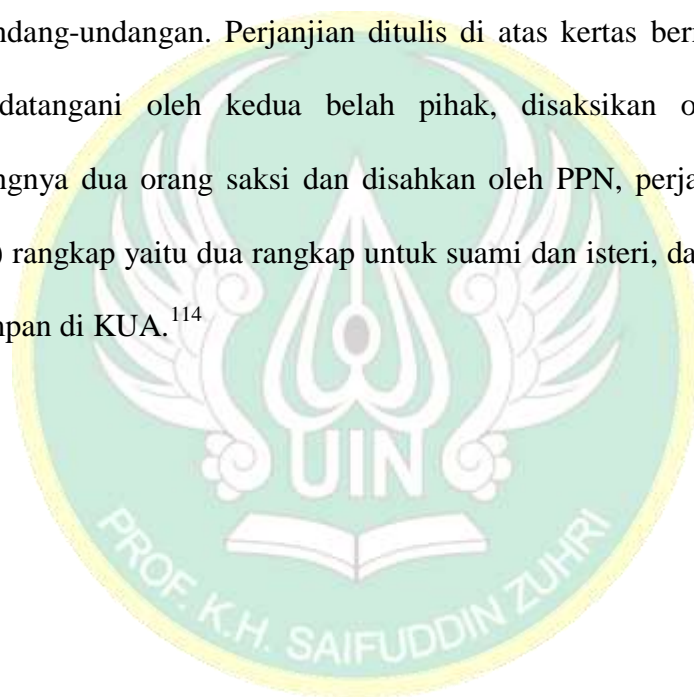 ndang-undangan. Perjanjian ditulis di atas kertas ber
datangani oleh kedua belah pihak, disaksikan o
ngnya dua orang saksi dan disahkan oleh PPN, perja
) rangkap yaitu dua rangkap untuk suami dan isteri, da
npan di KUA.114
UIN
PROF. K.H. SAIFUDDIN ZUHRI